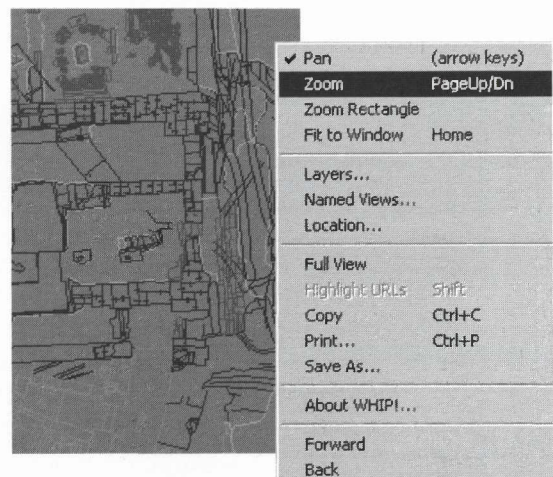 ✔ Pan (arrow keys)
Zoom PageUp/Dn
Zoom Rectangle
Fit to Window Home
Layers...
Named Views...
Location...
Full View
Highlight URLs Shift
Copy Ctrl+C
Print... Ctrl+P
Save As...
About WHIP!...
Forward
Back